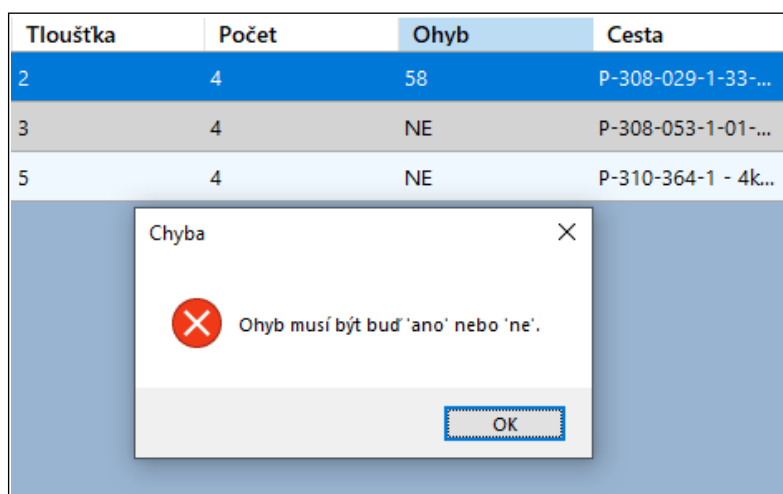 Tloušťka Počet Ohyb Cesta
2 4 58 P-308-029-1-33-...
3 4 NE P-308-053-1-01-...
5 4 NE P-310-364-1 - 4k...
Chyba
Ohyb musí být buď 'ano' nebo 'ne'.
OK